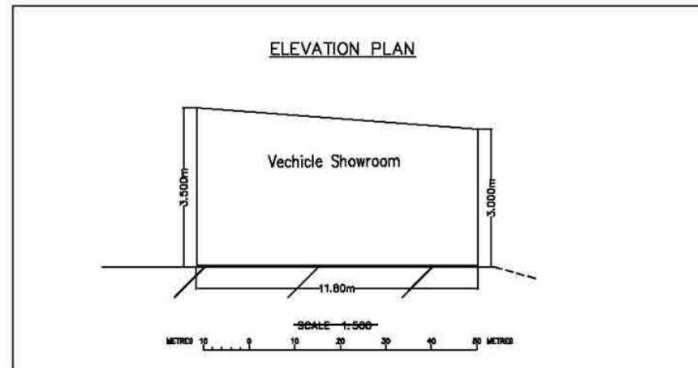 ELEVATION PLAN
Vechicle Showroom
3.500m
3.000m
11.80m
SCALE 1:500
METRES 10 0 10 20 30 40 50 METRES